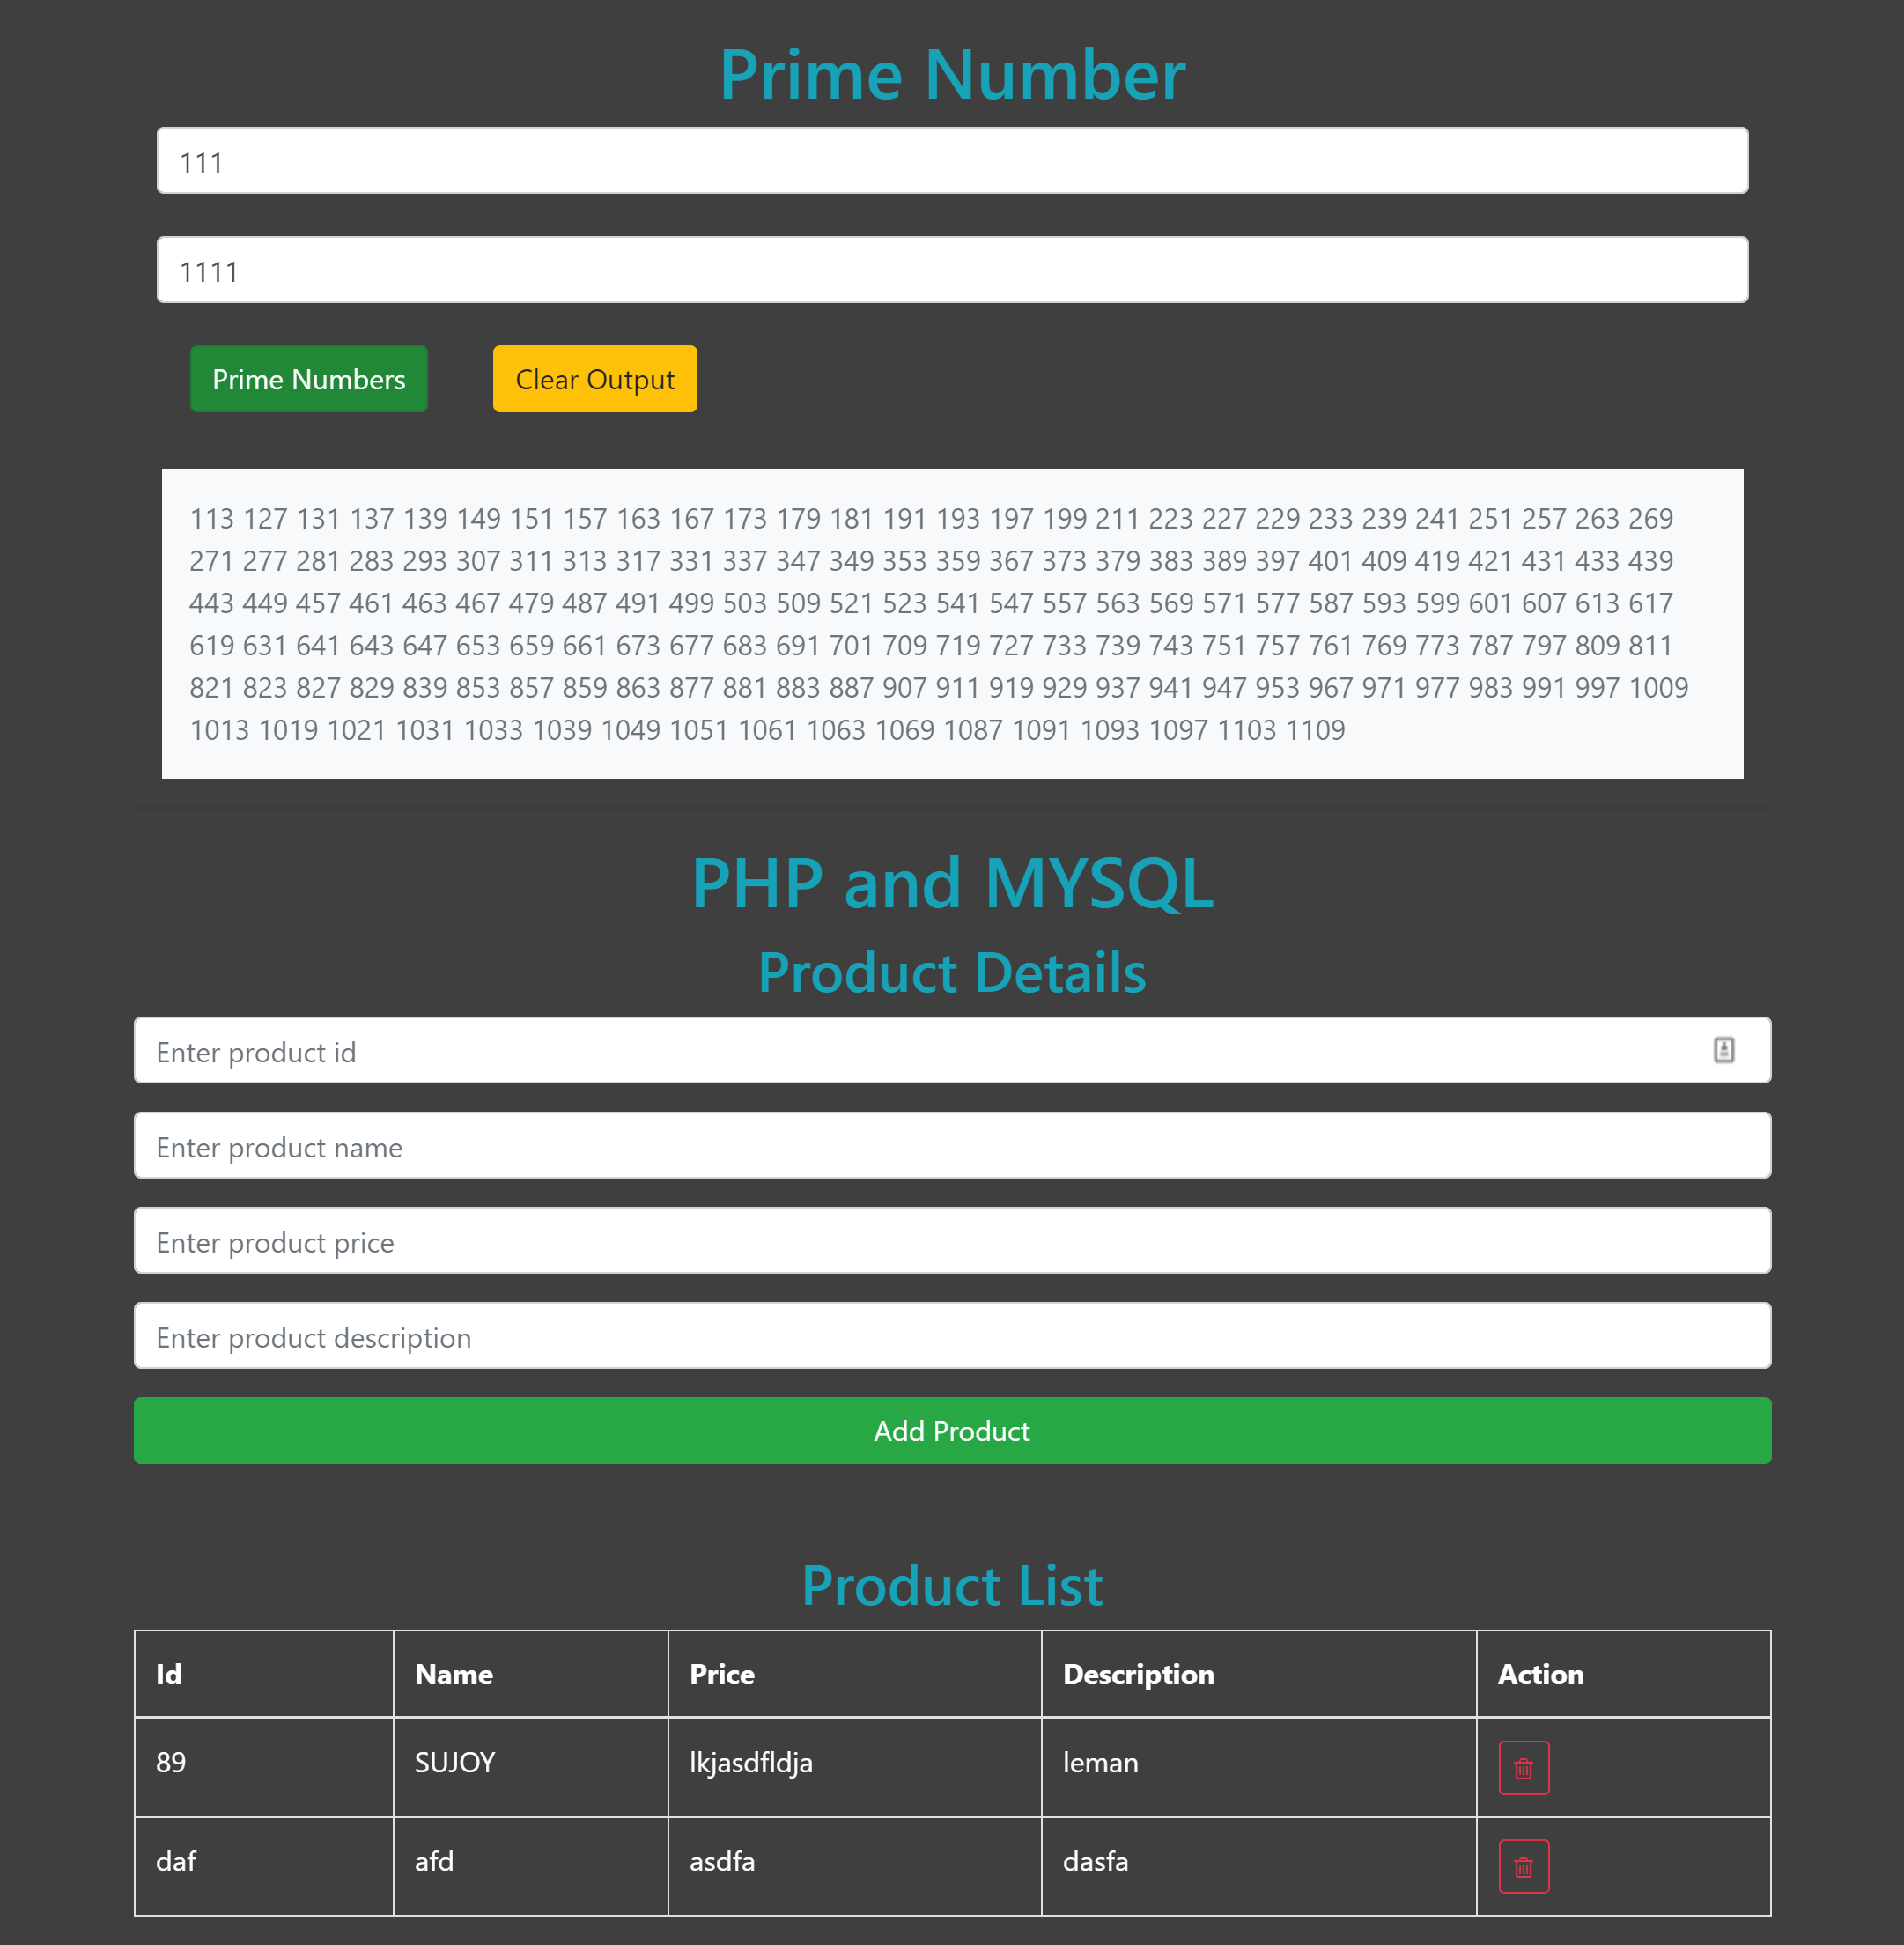 Prime Number
111
1111
Prime Numbers Clear Output
113 127 131 137 139 149 151 157 163 167 173 179 181 191 193 197 199 211 223 227 229 233 239 241 251 257 263 269
271 277 281 283 293 307 311 313 317 331 337 347 349 353 359 367 373 379 383 389 397 401 409 419 421 431 433 439
443 449 457 461 463 467 479 487 491 499 503 509 521 523 541 547 557 563 569 571 577 587 593 599 601 607 613 617
619 631 641 643 647 653 659 661 673 677 683 691 701 709 719 727 733 739 743 751 757 761 769 773 787 797 809 811
821 823 827 829 839 853 857 859 863 877 881 883 887 907 911 919 929 937 941 947 953 967 971 977 983 991 997 1009
1013 1019 1021 1031 1033 1039 1049 1051 1061 1063 1069 1087 1091 1093 1097 1103 1109
PHP and MYSQL
Product Details
Enter product id
Enter product name
Enter product price
Enter product description
Add Product
Product List
Id Name Price Description Action
89 SUJOY lkjasdfldja leman
daf afd asdfa dasfa